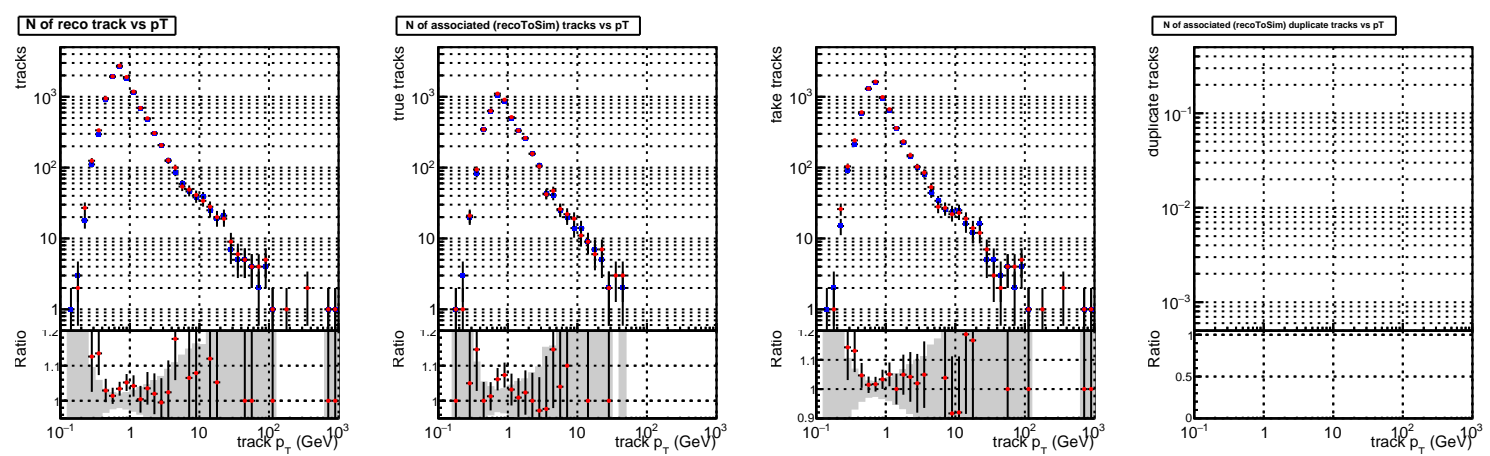 N of reco track vs pT
tracks
10³
10²
10
1
Ratio
1.2
1.1
1
10⁻¹ 1 10 10² 10³
track p_T (GeV)
N of associated (recoToSim) tracks vs pT
true tracks
10³
10²
10
1
Ratio
1.2
1.1
1
10⁻¹ 1 10 10² 10³
track p_T (GeV)
fake tracks
10³
10²
10
1
Ratio
1.2
1.1
1
0.9
10⁻¹ 1 10 10² 10³
track p_T (GeV)
N of associated (recoToSim) duplicate tracks vs pT
duplicate tracks
10⁻¹
10⁻²
10⁻³
Ratio
1
0.5
0
10⁻¹ 1 10 10² 10³
track p_T (GeV)